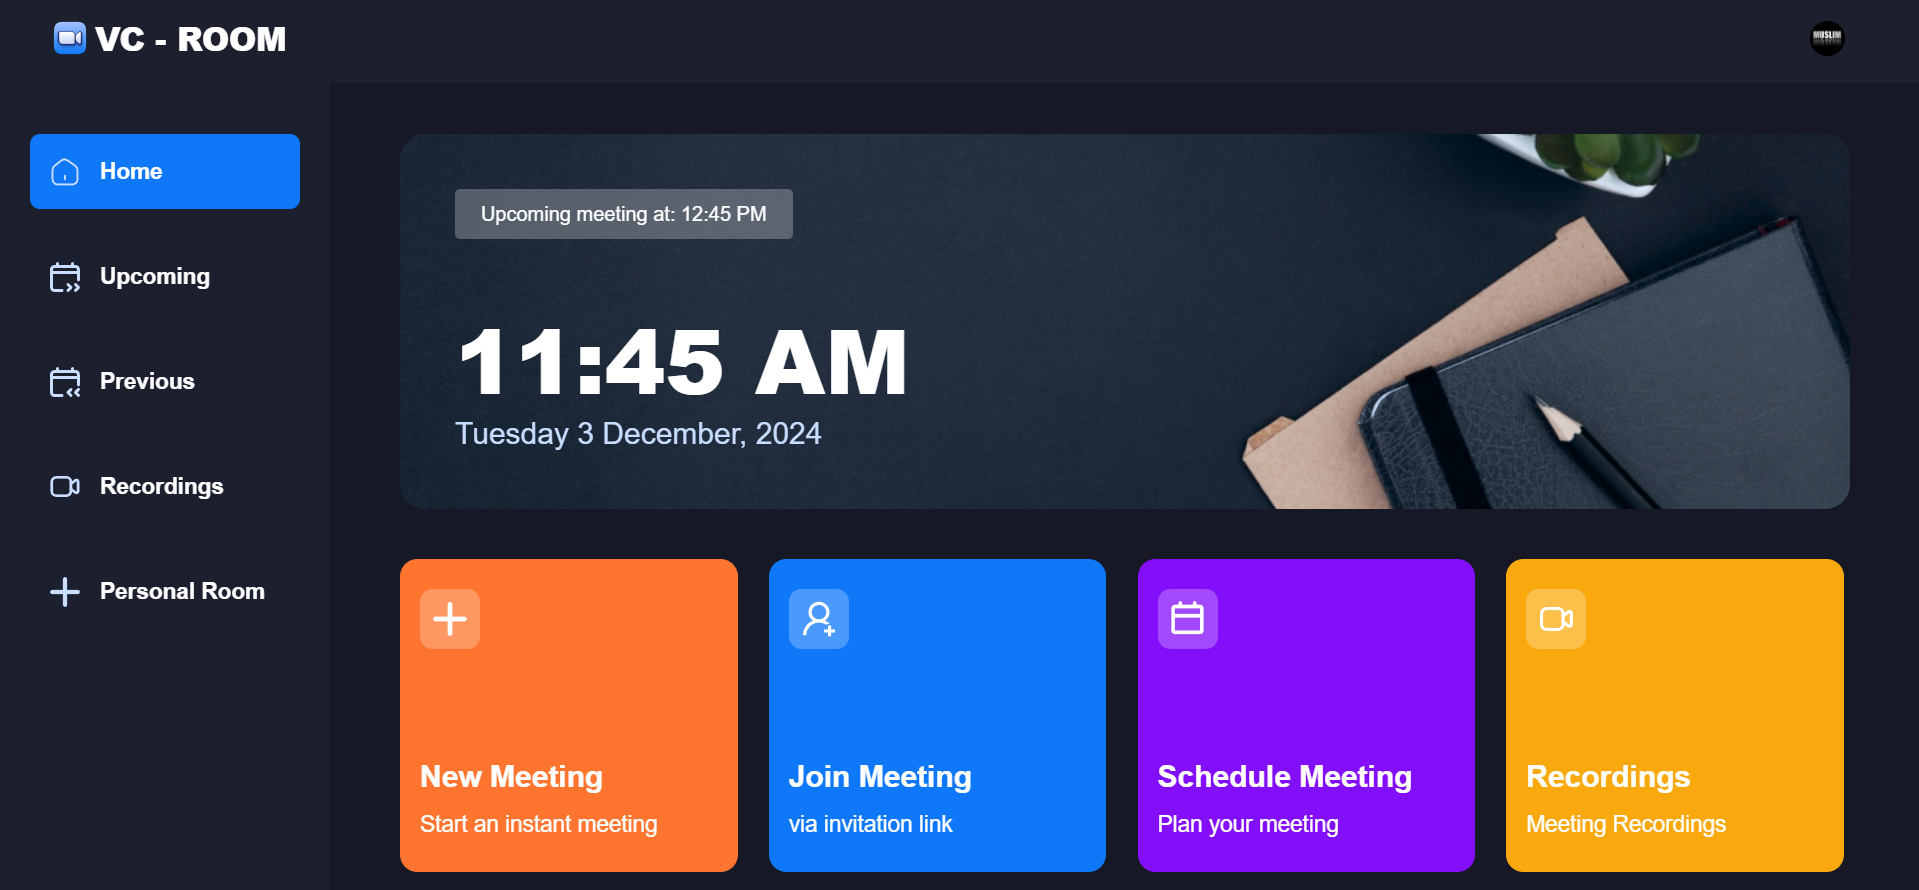 VC - ROOM
MUSLIM
Home
Upcoming
Previous
Recordings
Personal Room
Upcoming meeting at: 12:45 PM
11:45 AM
Tuesday 3 December, 2024
New Meeting
Start an instant meeting
Join Meeting
via invitation link
Schedule Meeting
Plan your meeting
Recordings
Meeting Recordings